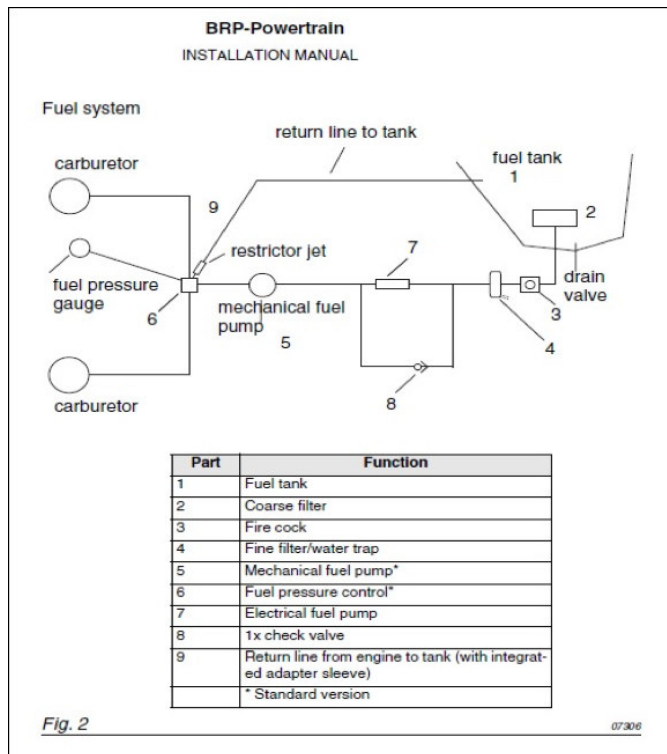 BRP-Powertrain
INSTALLATION MANUAL
Fuel system
return line to tank
carburetor
fuel tank
1
9
2
restrictor jet
7
fuel pressure
gauge
6
mechanical fuel
pump
5
drain
valve
3
4
8
carburetor
Part Function
1 Fuel tank
2 Coarse filter
3 Fire cock
4 Fine filter/water trap
5 Mechanical fuel pump*
6 Fuel pressure control*
7 Electrical fuel pump
8 1x check valve
9 Return line from engine to tank (with integrat-
ed adapter sleeve)
* Standard version
Fig. 2
07306